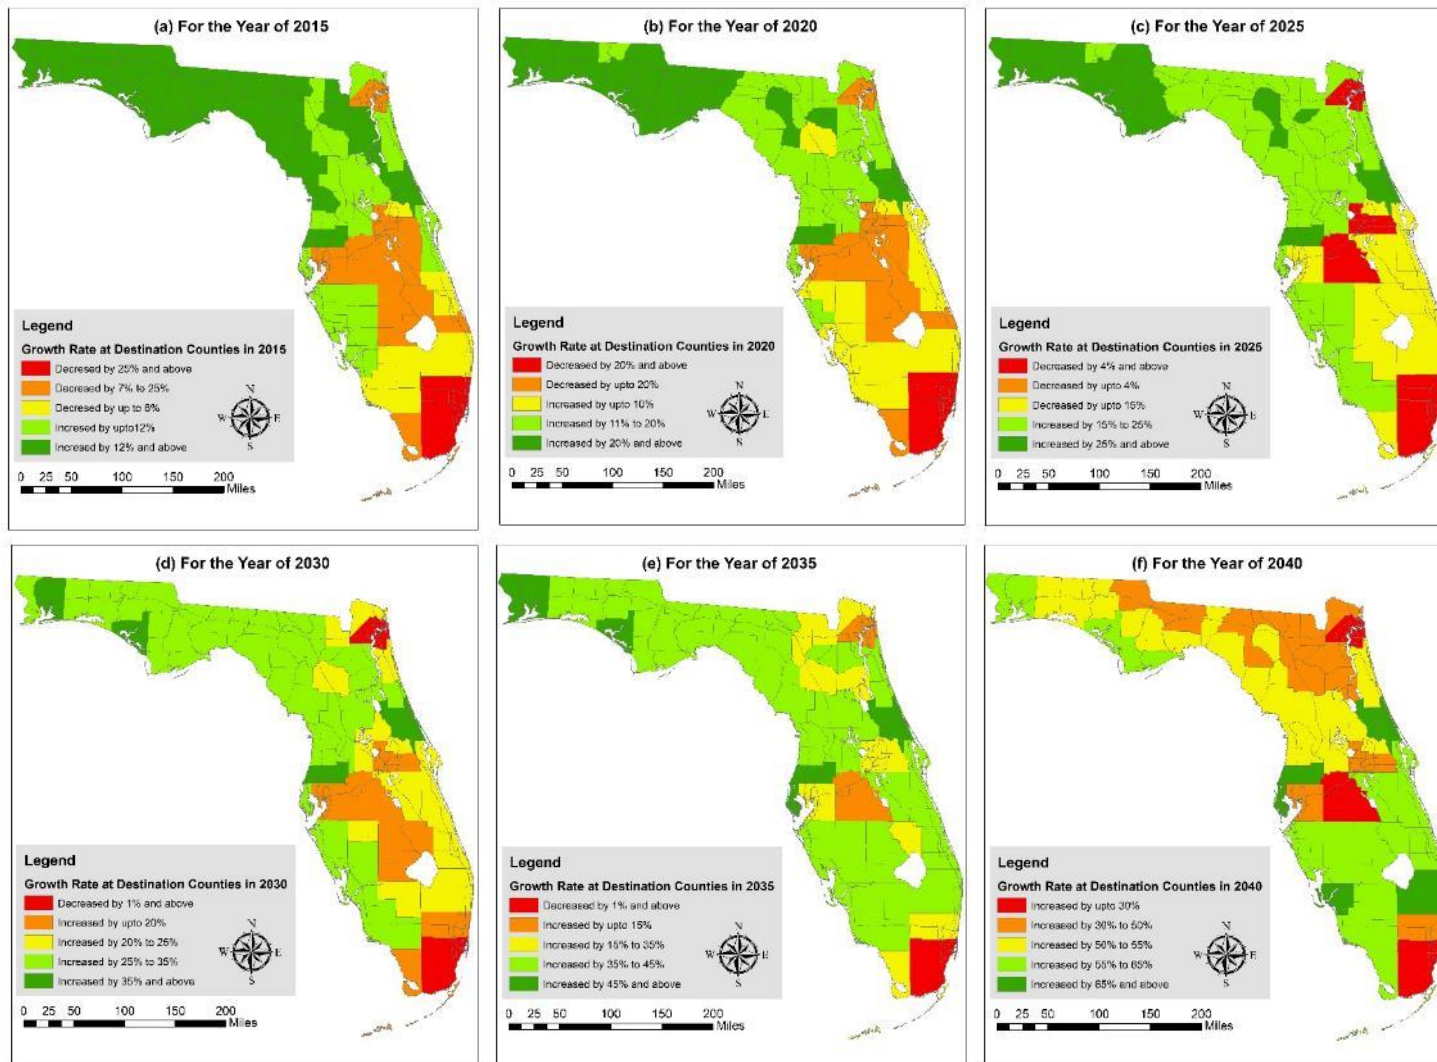 (a) For the Year of 2015
N
W E
S
Legend
Growth Rate at Destination Counties in 2015
Decresed by 25% and above
Decresed by 7% to 25%
Decresed by up to 6%
Incresed by upto12%
Incresed by 12% and above
0 25 50 100 150 200
Miles
(b) For the Year of 2020
N
W E
S
Legend
Growth Rate at Destination Counties in 2020
Decreased by 20% and above
Decreased by upto 20%
Increased by upto 10%
Increased by 11% to 20%
Increased by 20% and above
0 25 50 100 150 200
Miles
(c) For the Year of 2025
N
W E
S
Legend
Growth Rate at Destination Counties in 2025
Decreased by 4% and above
Decreased by upto 4%
Decreased by upto 15%
Increased by 15% to 25%
Increased by 25% and above
0 25 50 100 150 200
Miles
(d) For the Year of 2030
N
W E
S
Legend
Growth Rate at Destination Counties in 2030
Decreased by 1% and above
Increased by upto 20%
Increased by 20% to 25%
Increased by 25% to 35%
Increased by 35% and above
0 25 50 100 150 200
Miles
(e) For the Year of 2035
N
W E
S
Legend
Growth Rate at Destination Counties in 2035
Decreased by 1% and above
Increased by upto 15%
Increased by 15% to 35%
Increased by 35% to 45%
Increased by 45% and above
0 25 50 100 150 200
Miles
(f) For the Year of 2040
N
W E
S
Legend
Growth Rate at Destination Counties in 2040
Increased by upto 30%
Increased by 30% to 50%
Increased by 50% to 55%
Increased by 55% to 65%
Increased by 65% and above
0 25 50 100 150 200
Miles